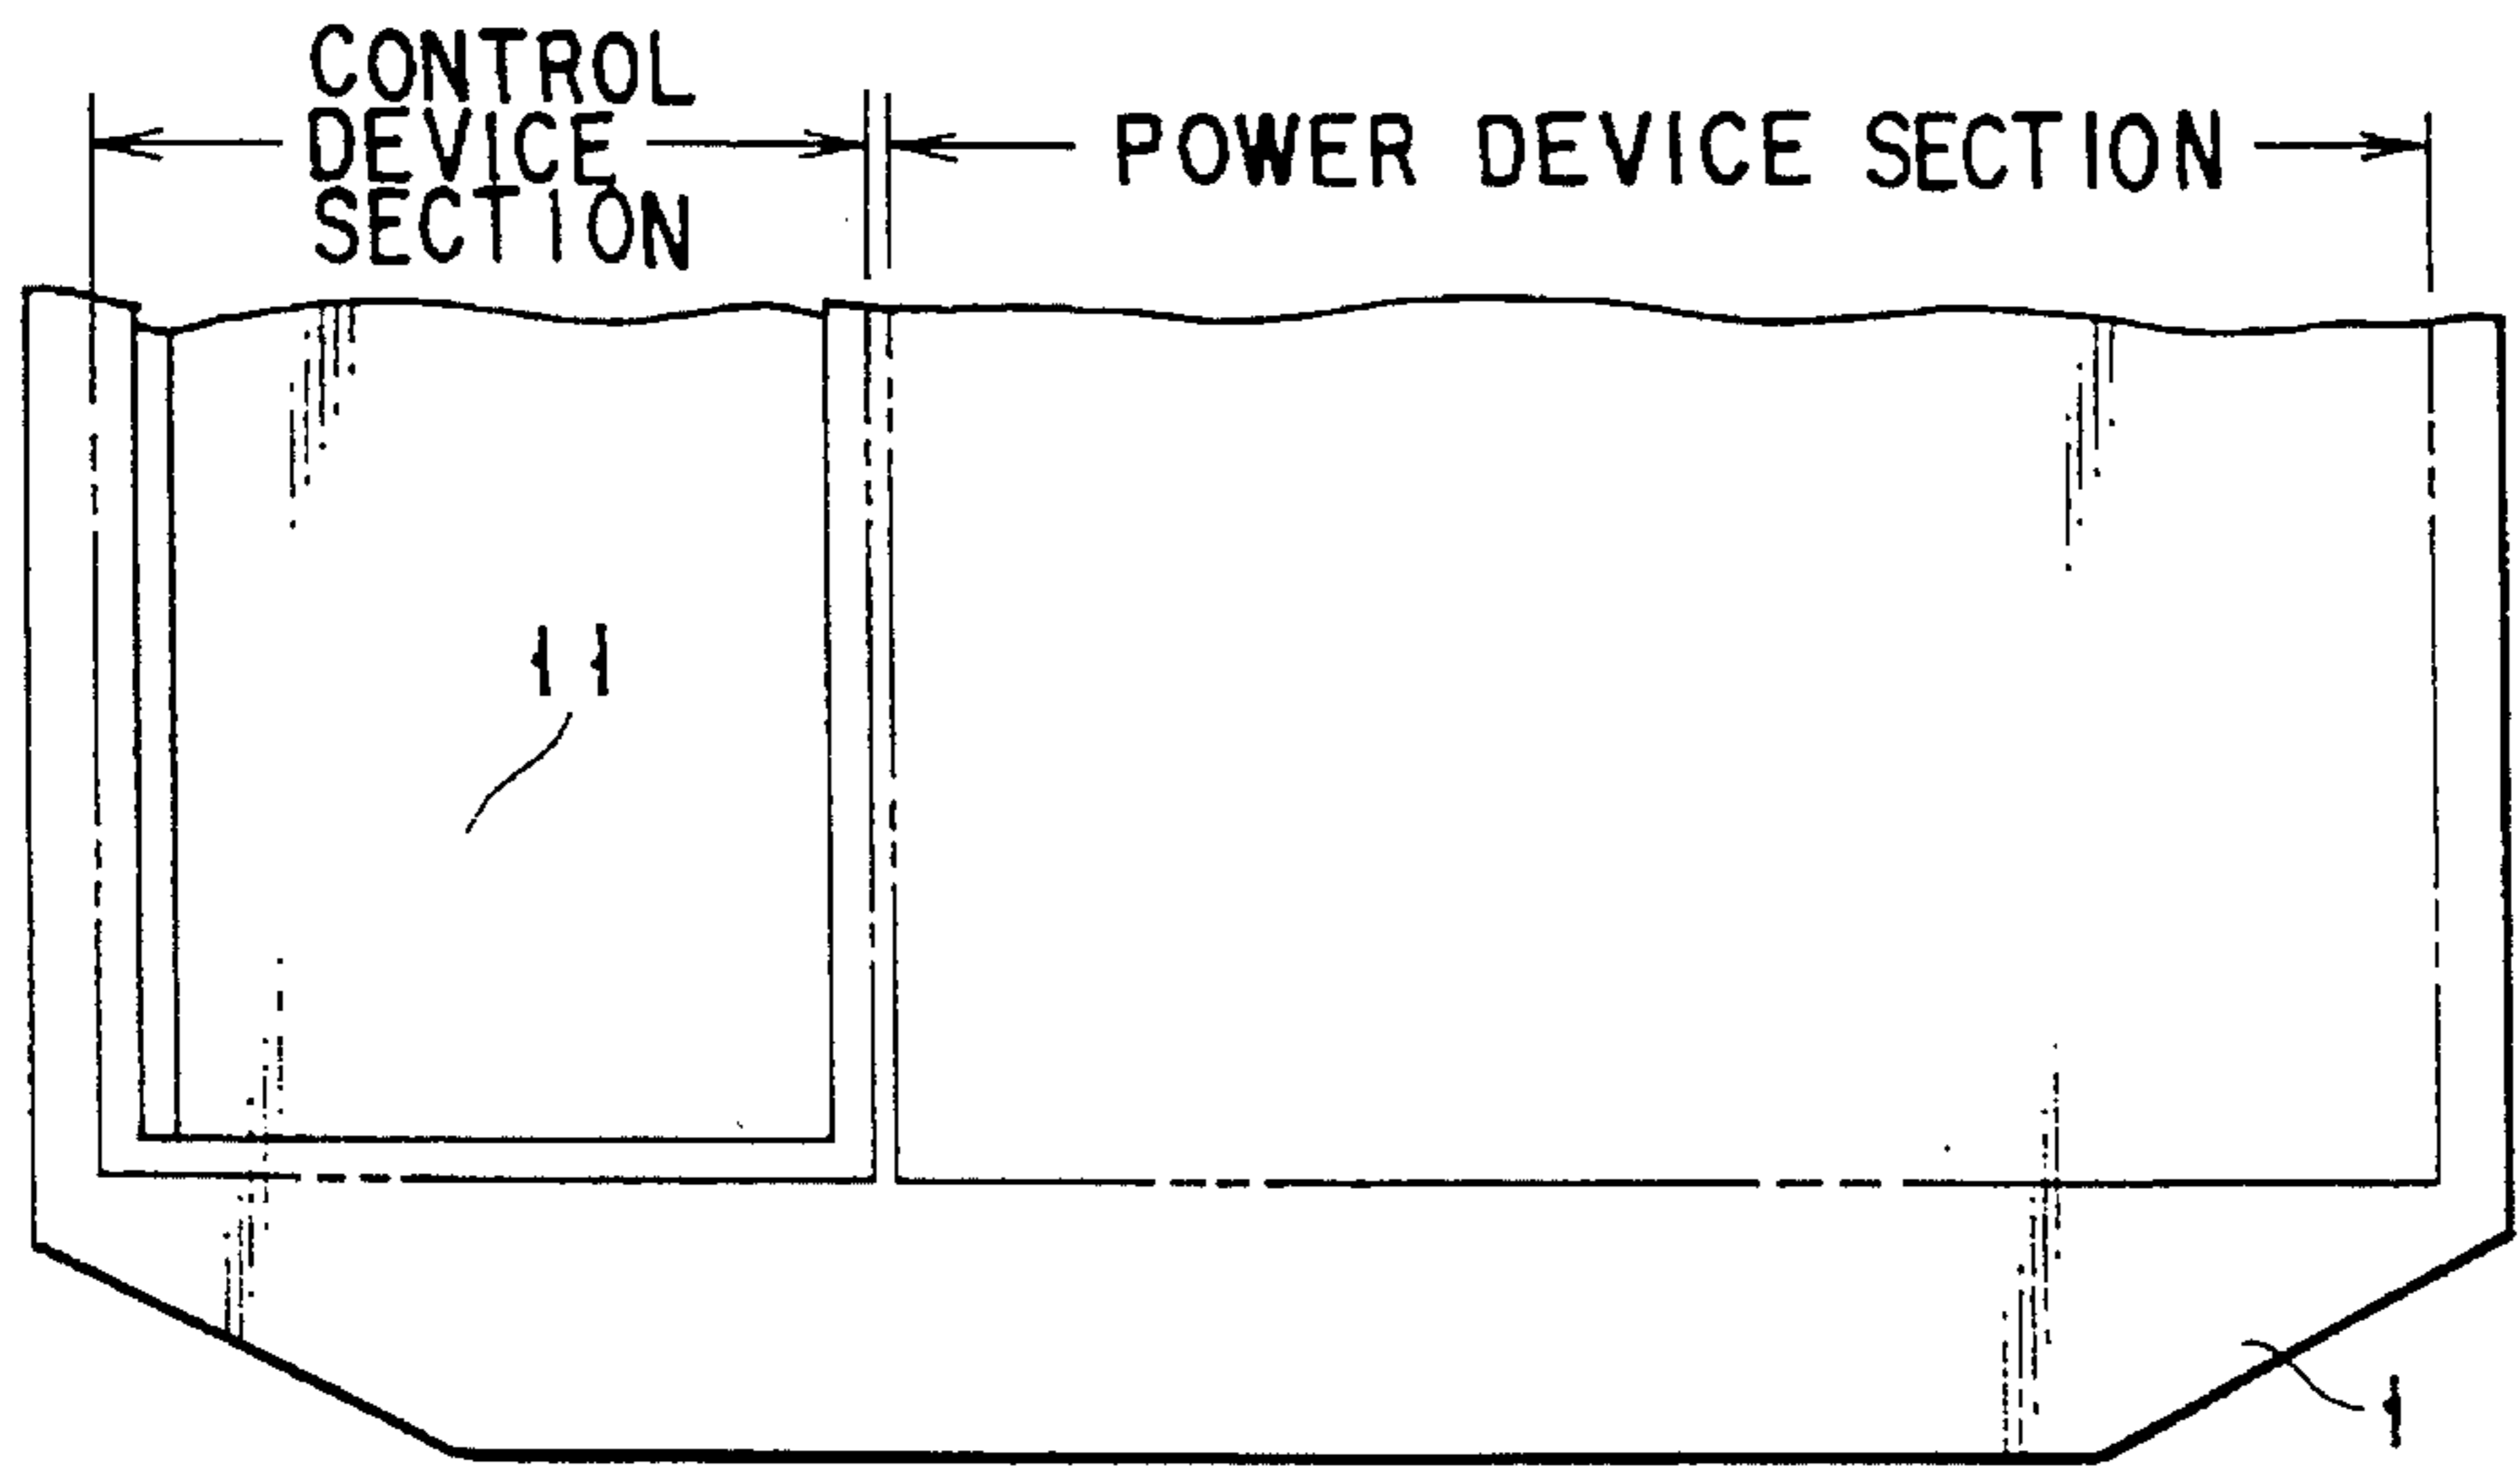 CONTROL
DEVICE
SECTION
POWER DEVICE SECTION
11
1